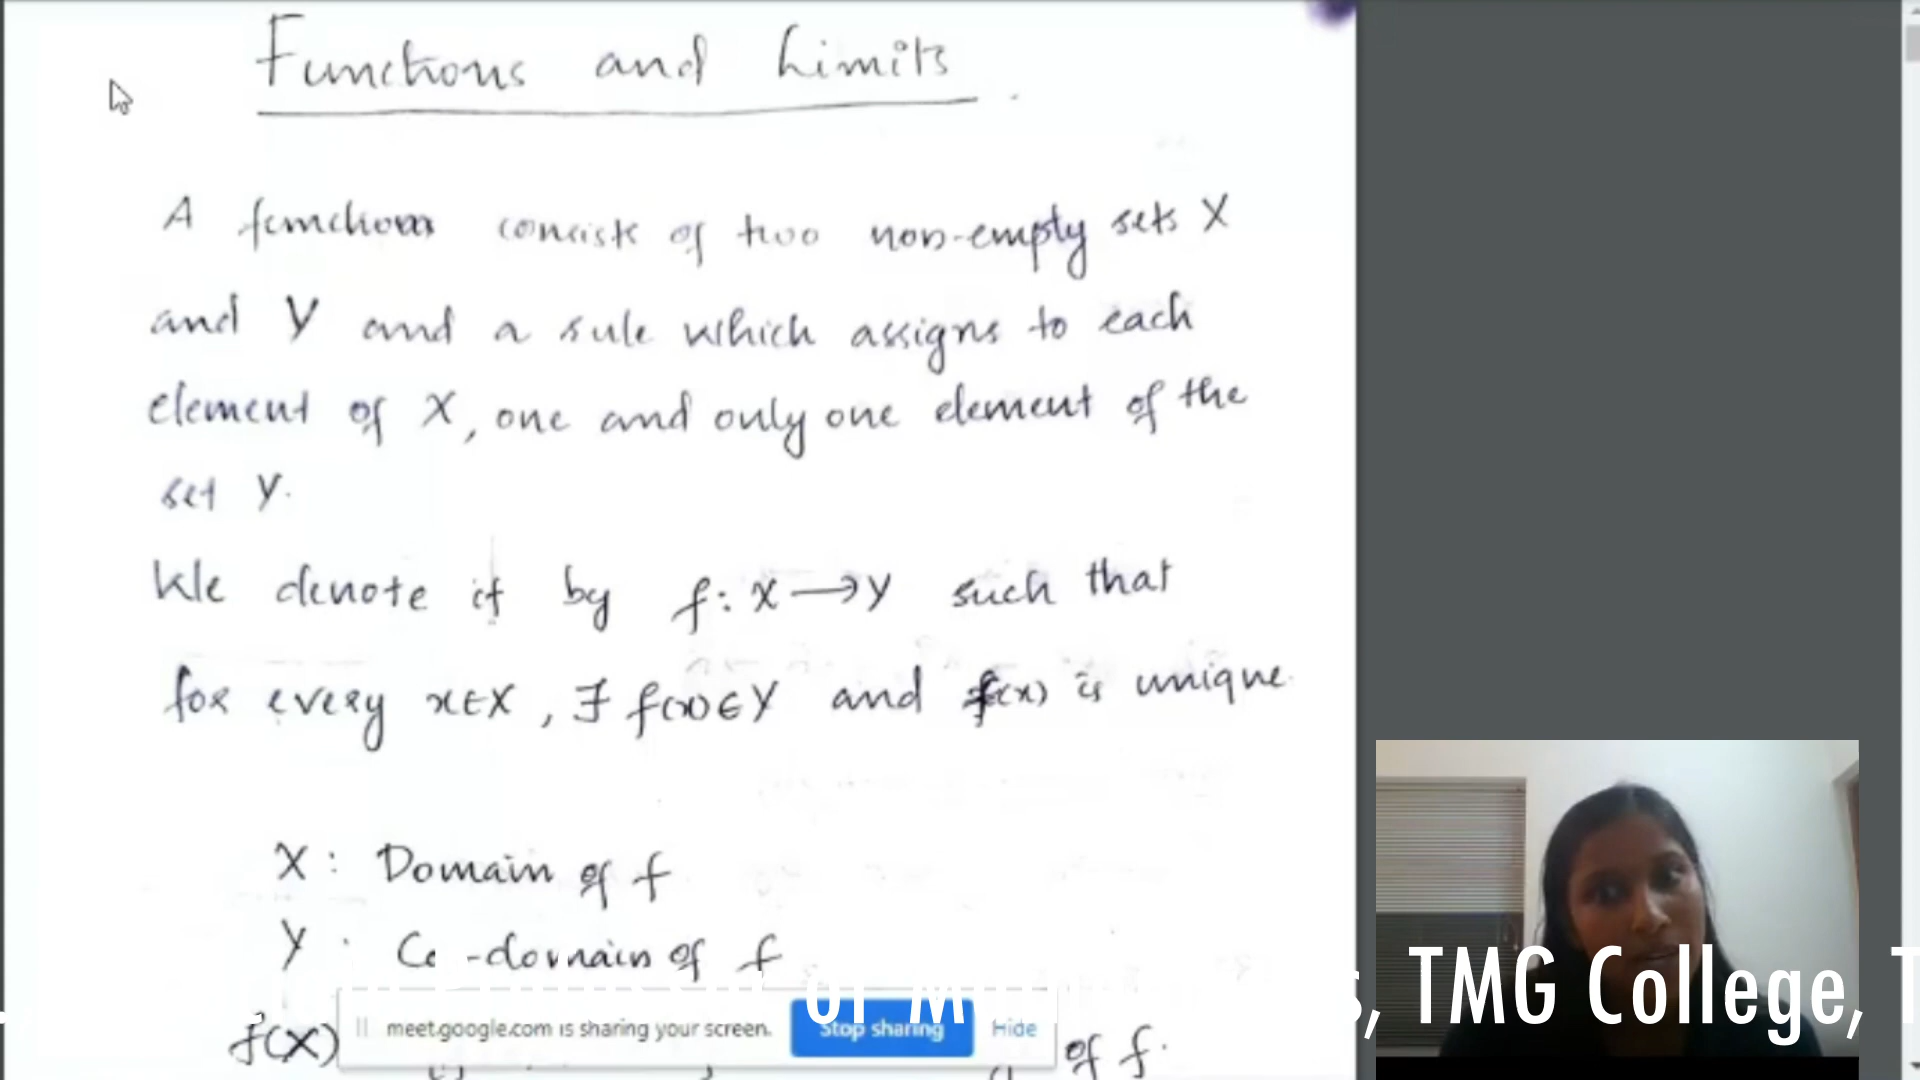 Functions and Limits
A function consists of two non-empty sets X
and Y and a rule which assigns to each
element of X, one and only one element of the
set Y.
We denote it by f: X → Y such that
for every x∈X, ∃ f(x)∈Y and f(x) is unique
X: Domain of f
Y: Co-domain of f
f(X) of f.
meet.google.com is sharing your screen. Stop sharing Hide
of M s, TMG College, T